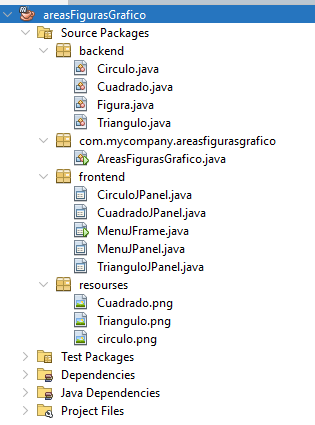 areasFigurasGrafico
Source Packages
backend
Circulo.java
Cuadrado.java
Figura.java
Triangulo.java
com.mycompany.areasfigurasgrafico
AreasFigurasGrafico.java
frontend
CirculoJPanel.java
CuadradoJPanel.java
MenuJFrame.java
MenuJPanel.java
TrianguloJPanel.java
resourses
Cuadrado.png
Triangulo.png
circulo.png
Test Packages
Dependencies
Java Dependencies
Project Files